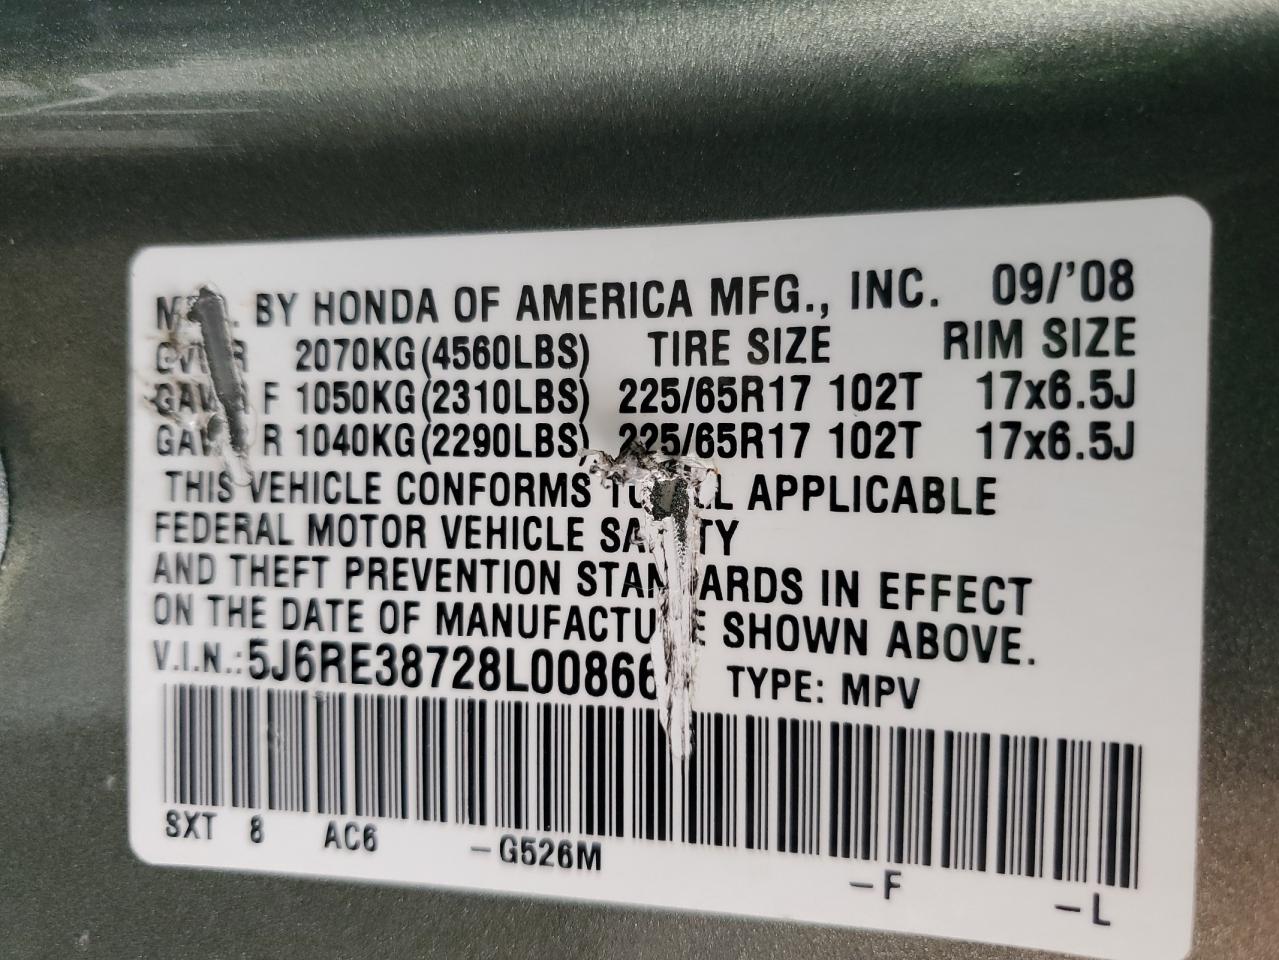 BY HONDA OF AMERICA MFG., INC. 09/'08
2070KG(4560LBS) TIRE SIZE RIM SIZE
F 1050KG(2310LBS) 225/65R17 102T 17x6.5J
R 1040KG(2290LBS) 225/65R17 102T 17x6.5J
THIS VEHICLE CONFORMS APPLICABLE
FEDERAL MOTOR VEHICLE
AND THEFT PREVENTION IN EFFECT
ON THE DATE OF SHOWN ABOVE.
V.I.N.: TYPE: MPV
SXT 8 AC6 -G526M
-F
-L